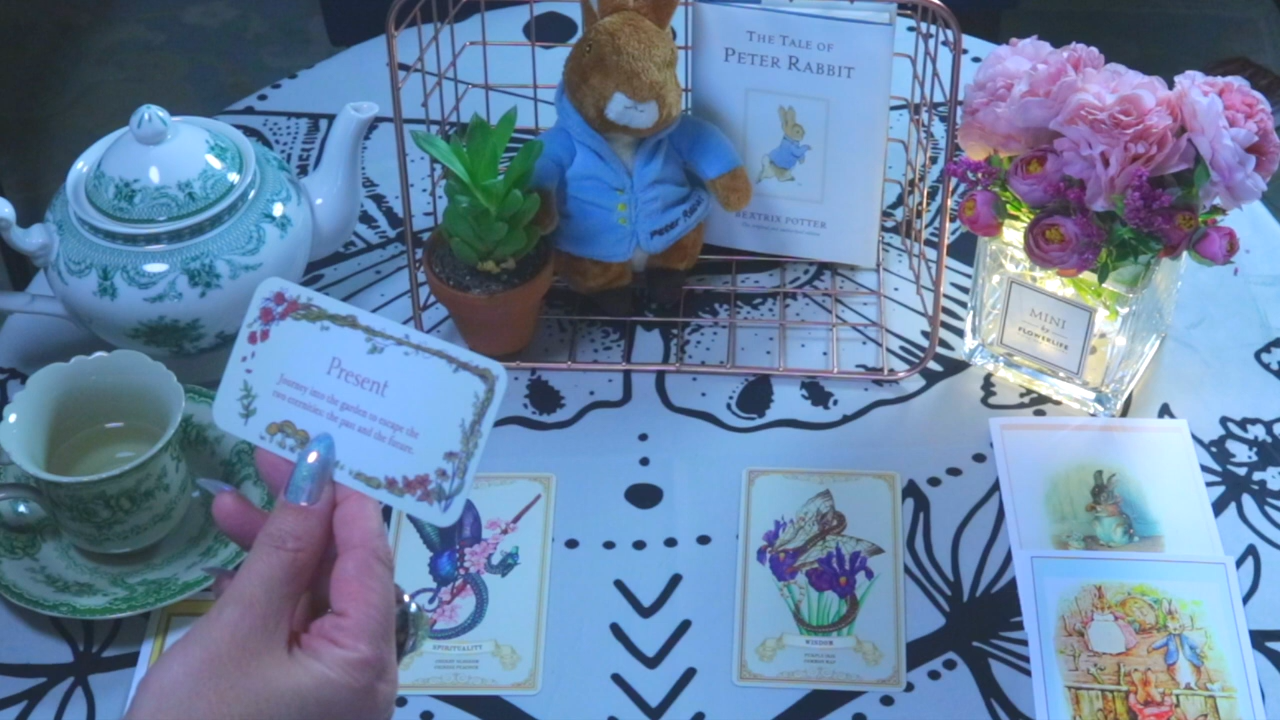 THE TALE OF
PETER RABBIT
BEATRIX POTTER
Peter Rabbit
MINI
by
FLOWERLIFE
Present
Journey into the garden to escape the
two eternities: the past and the future.
SPIRITUALITY
WISDOM